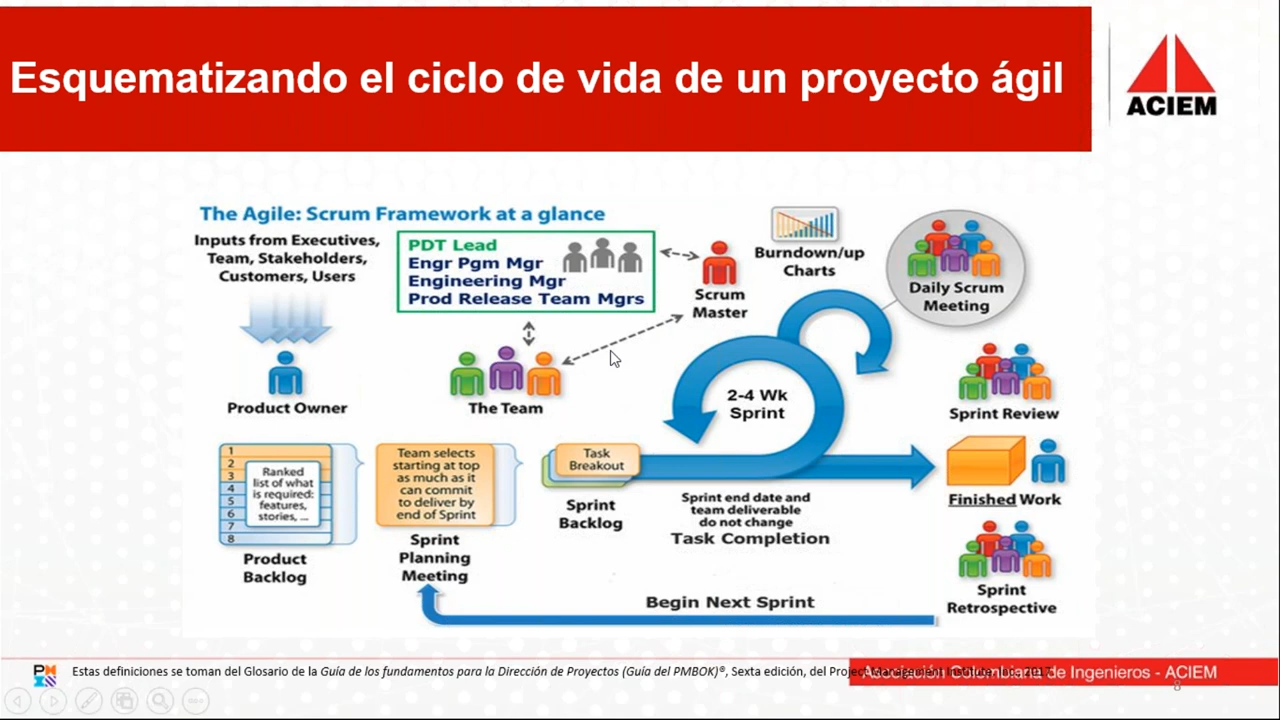 Esquematizando el ciclo de vida de un proyecto ágil
ACIEM
The Agile: Scrum Framework at a glance
Inputs from Executives,
Team, Stakeholders,
Customers, Users
Product Owner
PDT Lead
Engr Pgm Mgr
Engineering Mgr
Prod Release Team Mgrs
The Team
Scrum
Master
Burndown/up
Charts
Daily Scrum
Meeting
2-4 Wk
Sprint
Sprint Review
1
2
3
4
5
6
7
8
Ranked
list of what
is required:
features,
stories, ...
Product
Backlog
Team selects
starting at top
as much as it
can commit
to deliver by
end of Sprint
Sprint
Planning
Meeting
Task
Breakout
Sprint
Backlog
Sprint end date and
team deliverable
do not change
Task Completion
Finished Work
Sprint
Retrospective
Begin Next Sprint
PM
Estas definiciones se toman del Glosario de la Guía de los fundamentos para la Dirección de Proyectos (Guía del PMBOK)®, Sexta edición, del Project Management Institute, Inc.
Asociación Colombiana de Ingenieros - ACIEM
8